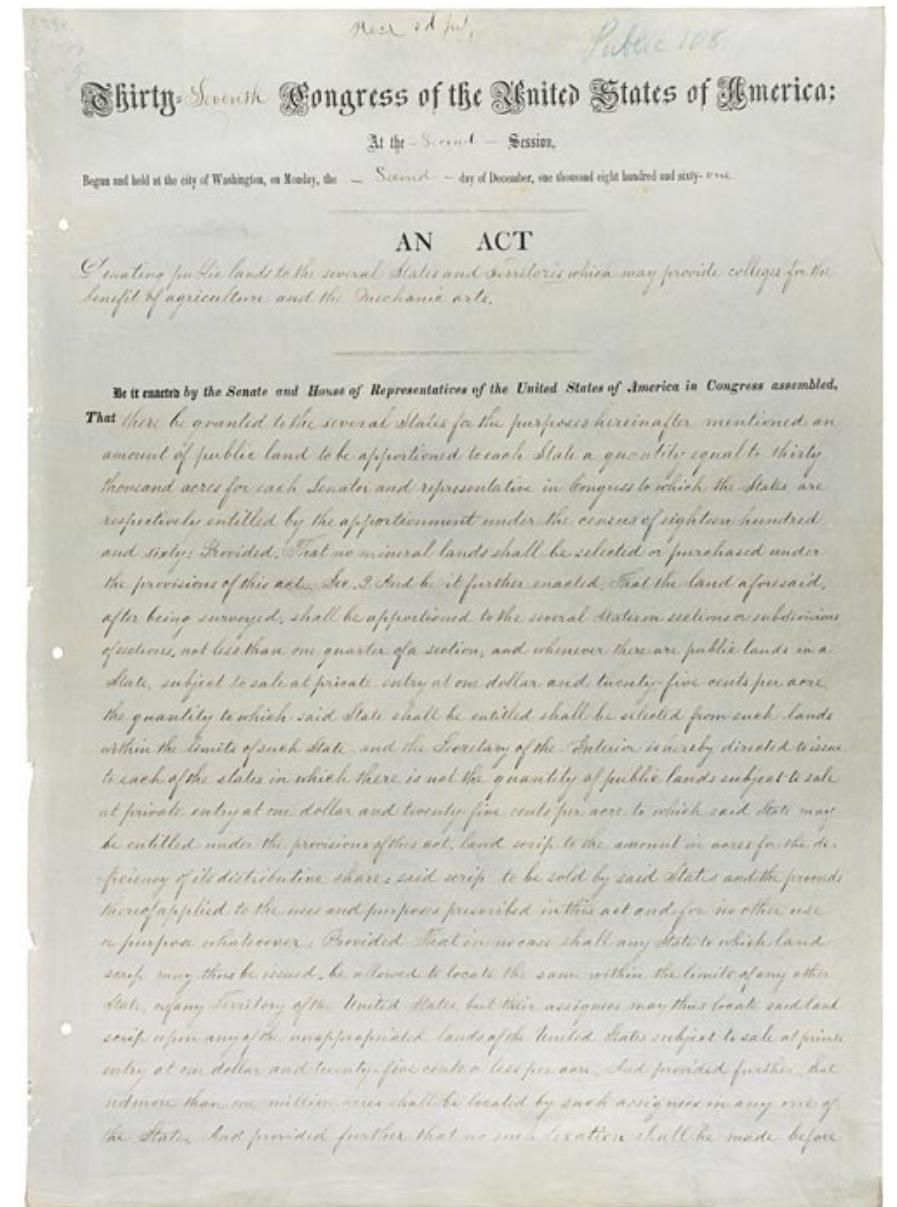 Public 108.
Thirty-Seventh Congress of the United States of America;
At the - Second - Session,
Begun and held at the city of Washington, on Monday, the - Second - day of December, one thousand eight hundred and sixty-one
AN ACT
Donating public lands to the several States and Territories which may provide colleges for the
benefit of agriculture and the Mechanic arts.
Be it enacted by the Senate and House of Representatives of the United States of America in Congress assembled,
That there be granted to the several States for the purposes hereinafter mentioned an
amount of public land to be apportioned to each State a quantity equal to thirty
thousand acres for each Senator and representative in Congress to which the States are
respectively entitled by the apportionment under the census of eighteen hundred
and sixty: Provided, That no mineral lands shall be selected or purchased under
the provisions of this act. Sec. 2. And be it further enacted, That the land aforesaid,
after being surveyed, shall be apportioned to the several States in sections or subdivisions
of sections, not less than one quarter of a section, and whenever there are public lands in a
State, subject to sale at private entry at one dollar and twenty-five cents per acre,
the quantity to which said State shall be entitled shall be selected from such lands
within the limits of such State, and the Secretary of the Interior is hereby directed to issue
to each of the states in which there is not the quantity of public lands subject to sale
at private entry at one dollar and twenty five cents per acre to which said State may
be entitled under the provisions of this act, land scrip to the amount in acres for the de-
ficiency of its distributive share: said scrip to be sold by said States and the proceeds
thereof applied to the uses and purposes prescribed in this act and for no other use
or purpose whatsoever: Provided That in no case shall any State to which land
scrip may thus be issued, be allowed to locate the same within the limits of any other
State, or of any Territory of the United States, but their assignees may thus locate said land
scrip upon any of the unappropriated lands of the United States subject to sale at private
entry at one dollar and twenty-five cents or less per acre. And provided further, that
not more than one million acres shall be located by such assignees in any one of
the States, And provided further that no such location shall be made before